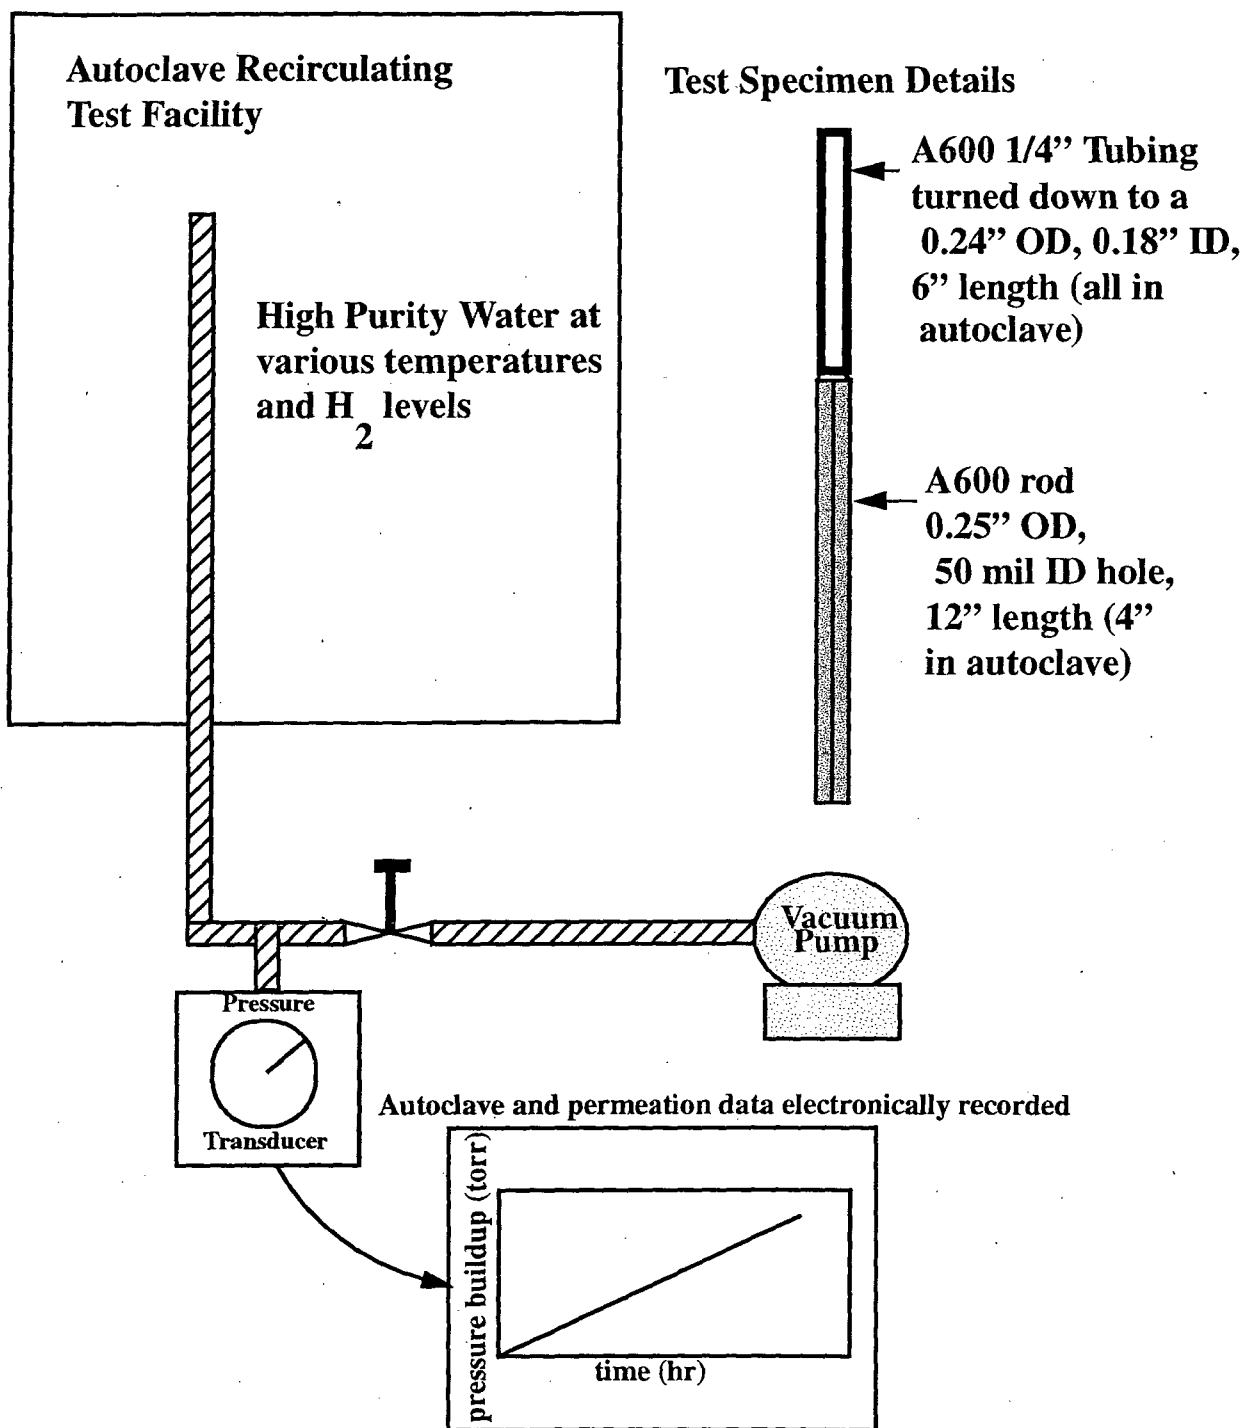 Autoclave Recirculating
Test Facility
High Purity Water at
various temperatures
and H2 levels
Test Specimen Details
A600 1/4” Tubing
turned down to a
0.24” OD, 0.18” ID,
6” length (all in
autoclave)
A600 rod
0.25” OD,
50 mil ID hole,
12” length (4”
in autoclave)
Vacuum
Pump
Pressure
Transducer
Autoclave and permeation data electronically recorded
pressure buildup (torr)
time (hr)